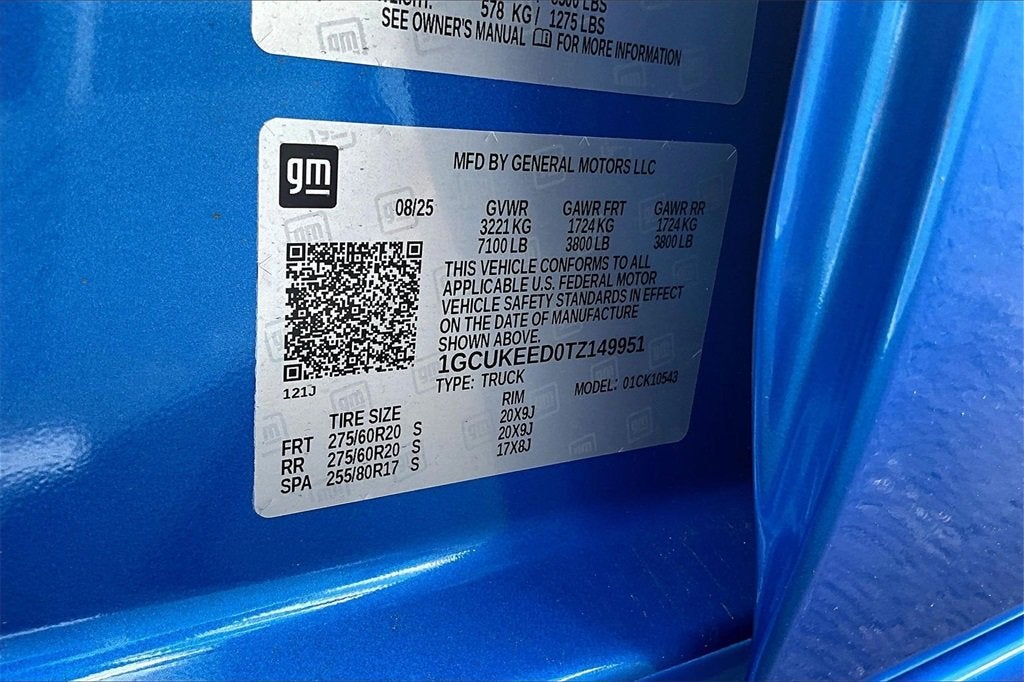 578 KG / 1275 LBS
SEE OWNER'S MANUAL FOR MORE INFORMATION
gm
MFD BY GENERAL MOTORS LLC
08/25 GVWR GAWR FRT GAWR RR
3221 KG 1724 KG 1724 KG
7100 LB 3800 LB 3800 LB
THIS VEHICLE CONFORMS TO ALL
APPLICABLE U.S. FEDERAL MOTOR
VEHICLE SAFETY STANDARDS IN EFFECT
ON THE DATE OF MANUFACTURE
SHOWN ABOVE.
1GCUKEED0TZ149951
121J
TYPE: TRUCK MODEL: 01CK10543
TIRE SIZE RIM
FRT 275/60R20 S 20X9J
RR 275/60R20 S 20X9J
SPA 255/80R17 S 17X8J